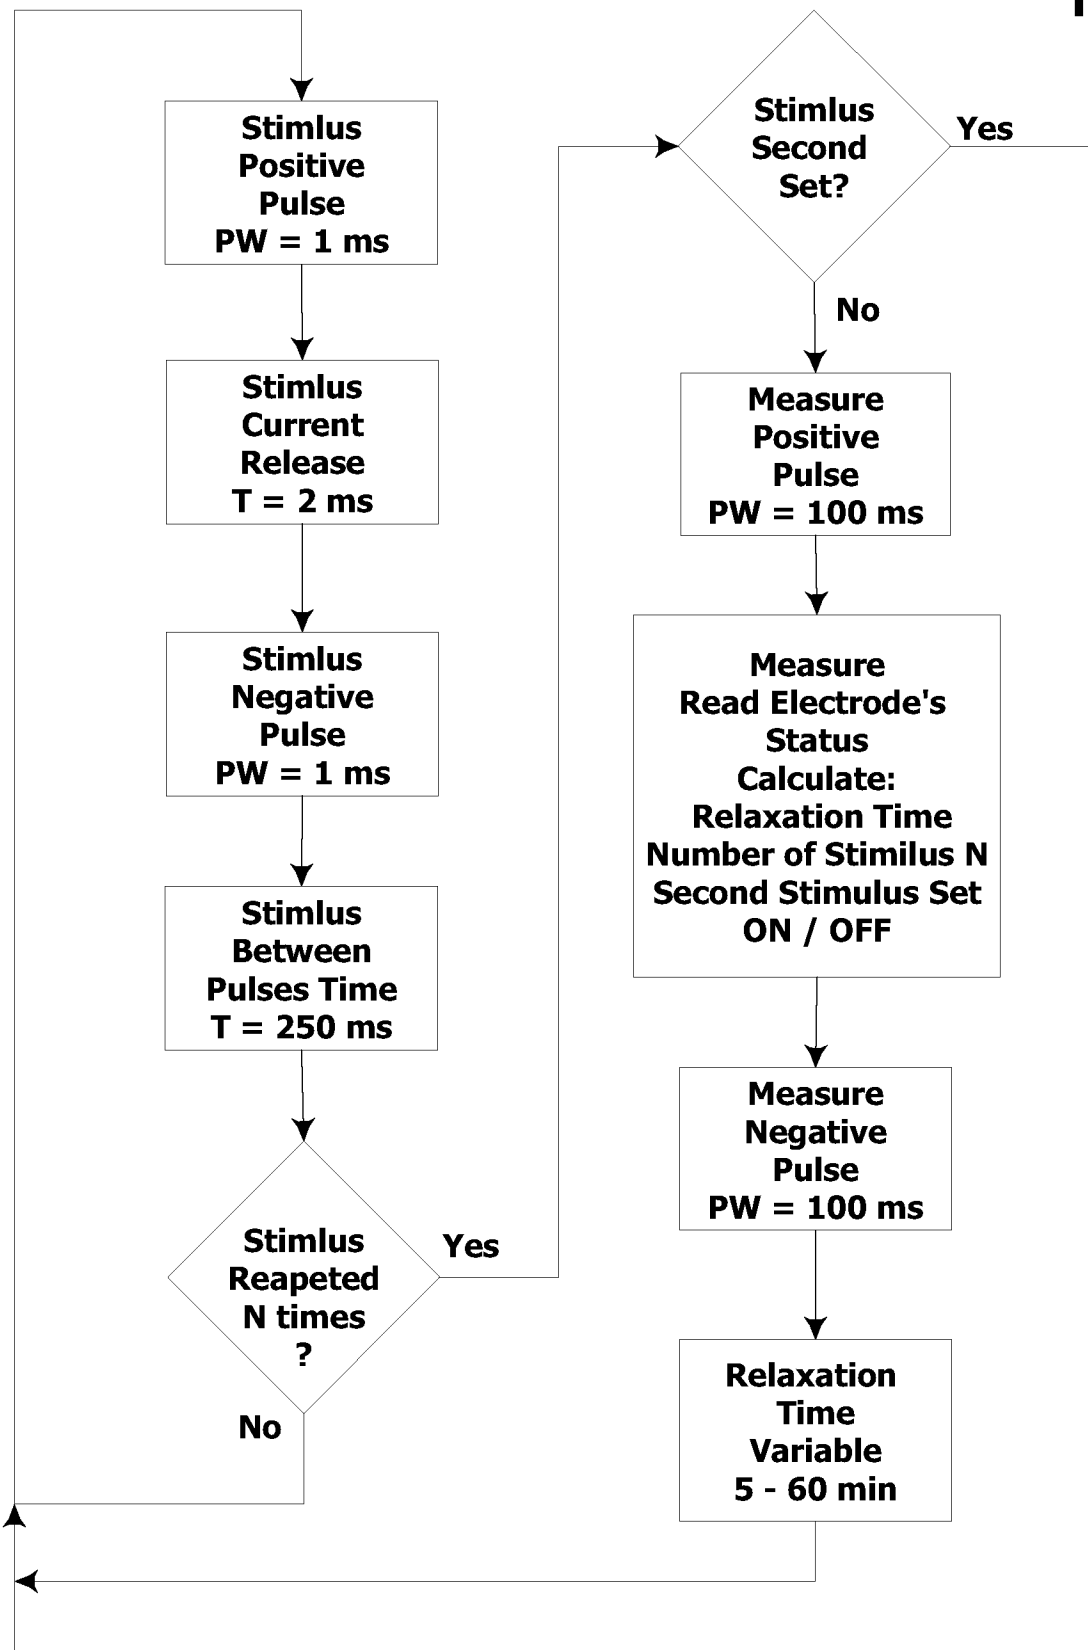 Stimlus
Positive
Pulse
PW = 1 ms
Stimlus
Current
Release
T = 2 ms
Stimlus
Negative
Pulse
PW = 1 ms
Stimlus
Between
Pulses Time
T = 250 ms
Stimlus
Reapeted
N times
?
Yes
No
Stimlus
Second
Set?
Yes
No
Measure
Positive
Pulse
PW = 100 ms
Measure
Read Electrode's
Status
Calculate:
Relaxation Time
Number of Stimilus N
Second Stimulus Set
ON / OFF
Measure
Negative
Pulse
PW = 100 ms
Relaxation
Time
Variable
5 - 60 min